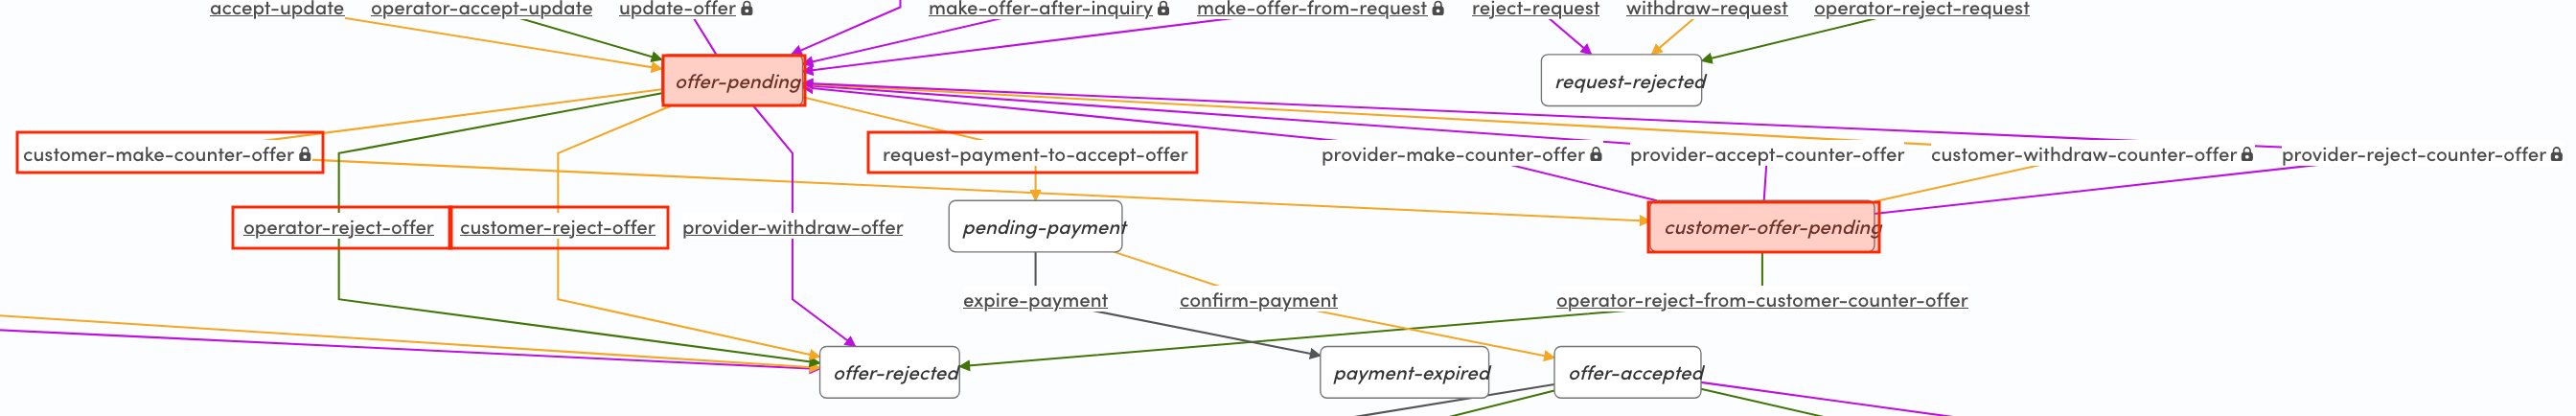 accept-update operator-accept-update update-offer make-offer-after-inquiry make-offer-from-request reject-request withdraw-request operator-reject-request
offer-pending request-rejected
customer-make-counter-offer request-payment-to-accept-offer provider-make-counter-offer provider-accept-counter-offer customer-withdraw-counter-offer provider-reject-counter-offer
operator-reject-offer customer-reject-offer provider-withdraw-offer pending-payment customer-offer-pending
expire-payment confirm-payment operator-reject-from-customer-counter-offer
offer-rejected payment-expired offer-accepted